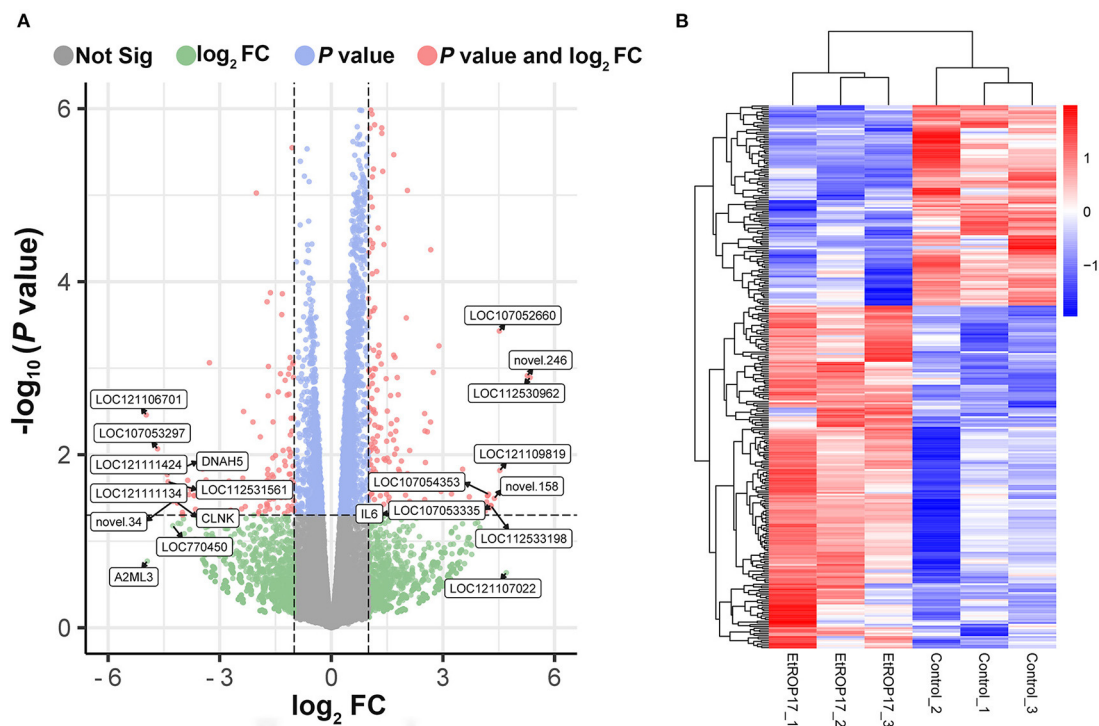 A
B
Not Sig log2 FC P value P value and log2 FC
-log10 (P value)
6
4
2
0
-6 -3 0 3 6
log2 FC
LOC107052660
novel.246
LOC112530962
LOC121106701
LOC107053297
LOC121111424
DNAH5
LOC112531561
LOC121111134
novel.34
CLNK
LOC770450
A2ML3
LOC121109819
LOC107054353
novel.158
IL6
LOC107053335
LOC112533198
LOC121107022
1
0
−1
EtROP17_1
EtROP17_2
EtROP17_3
Control_2
Control_1
Control_3